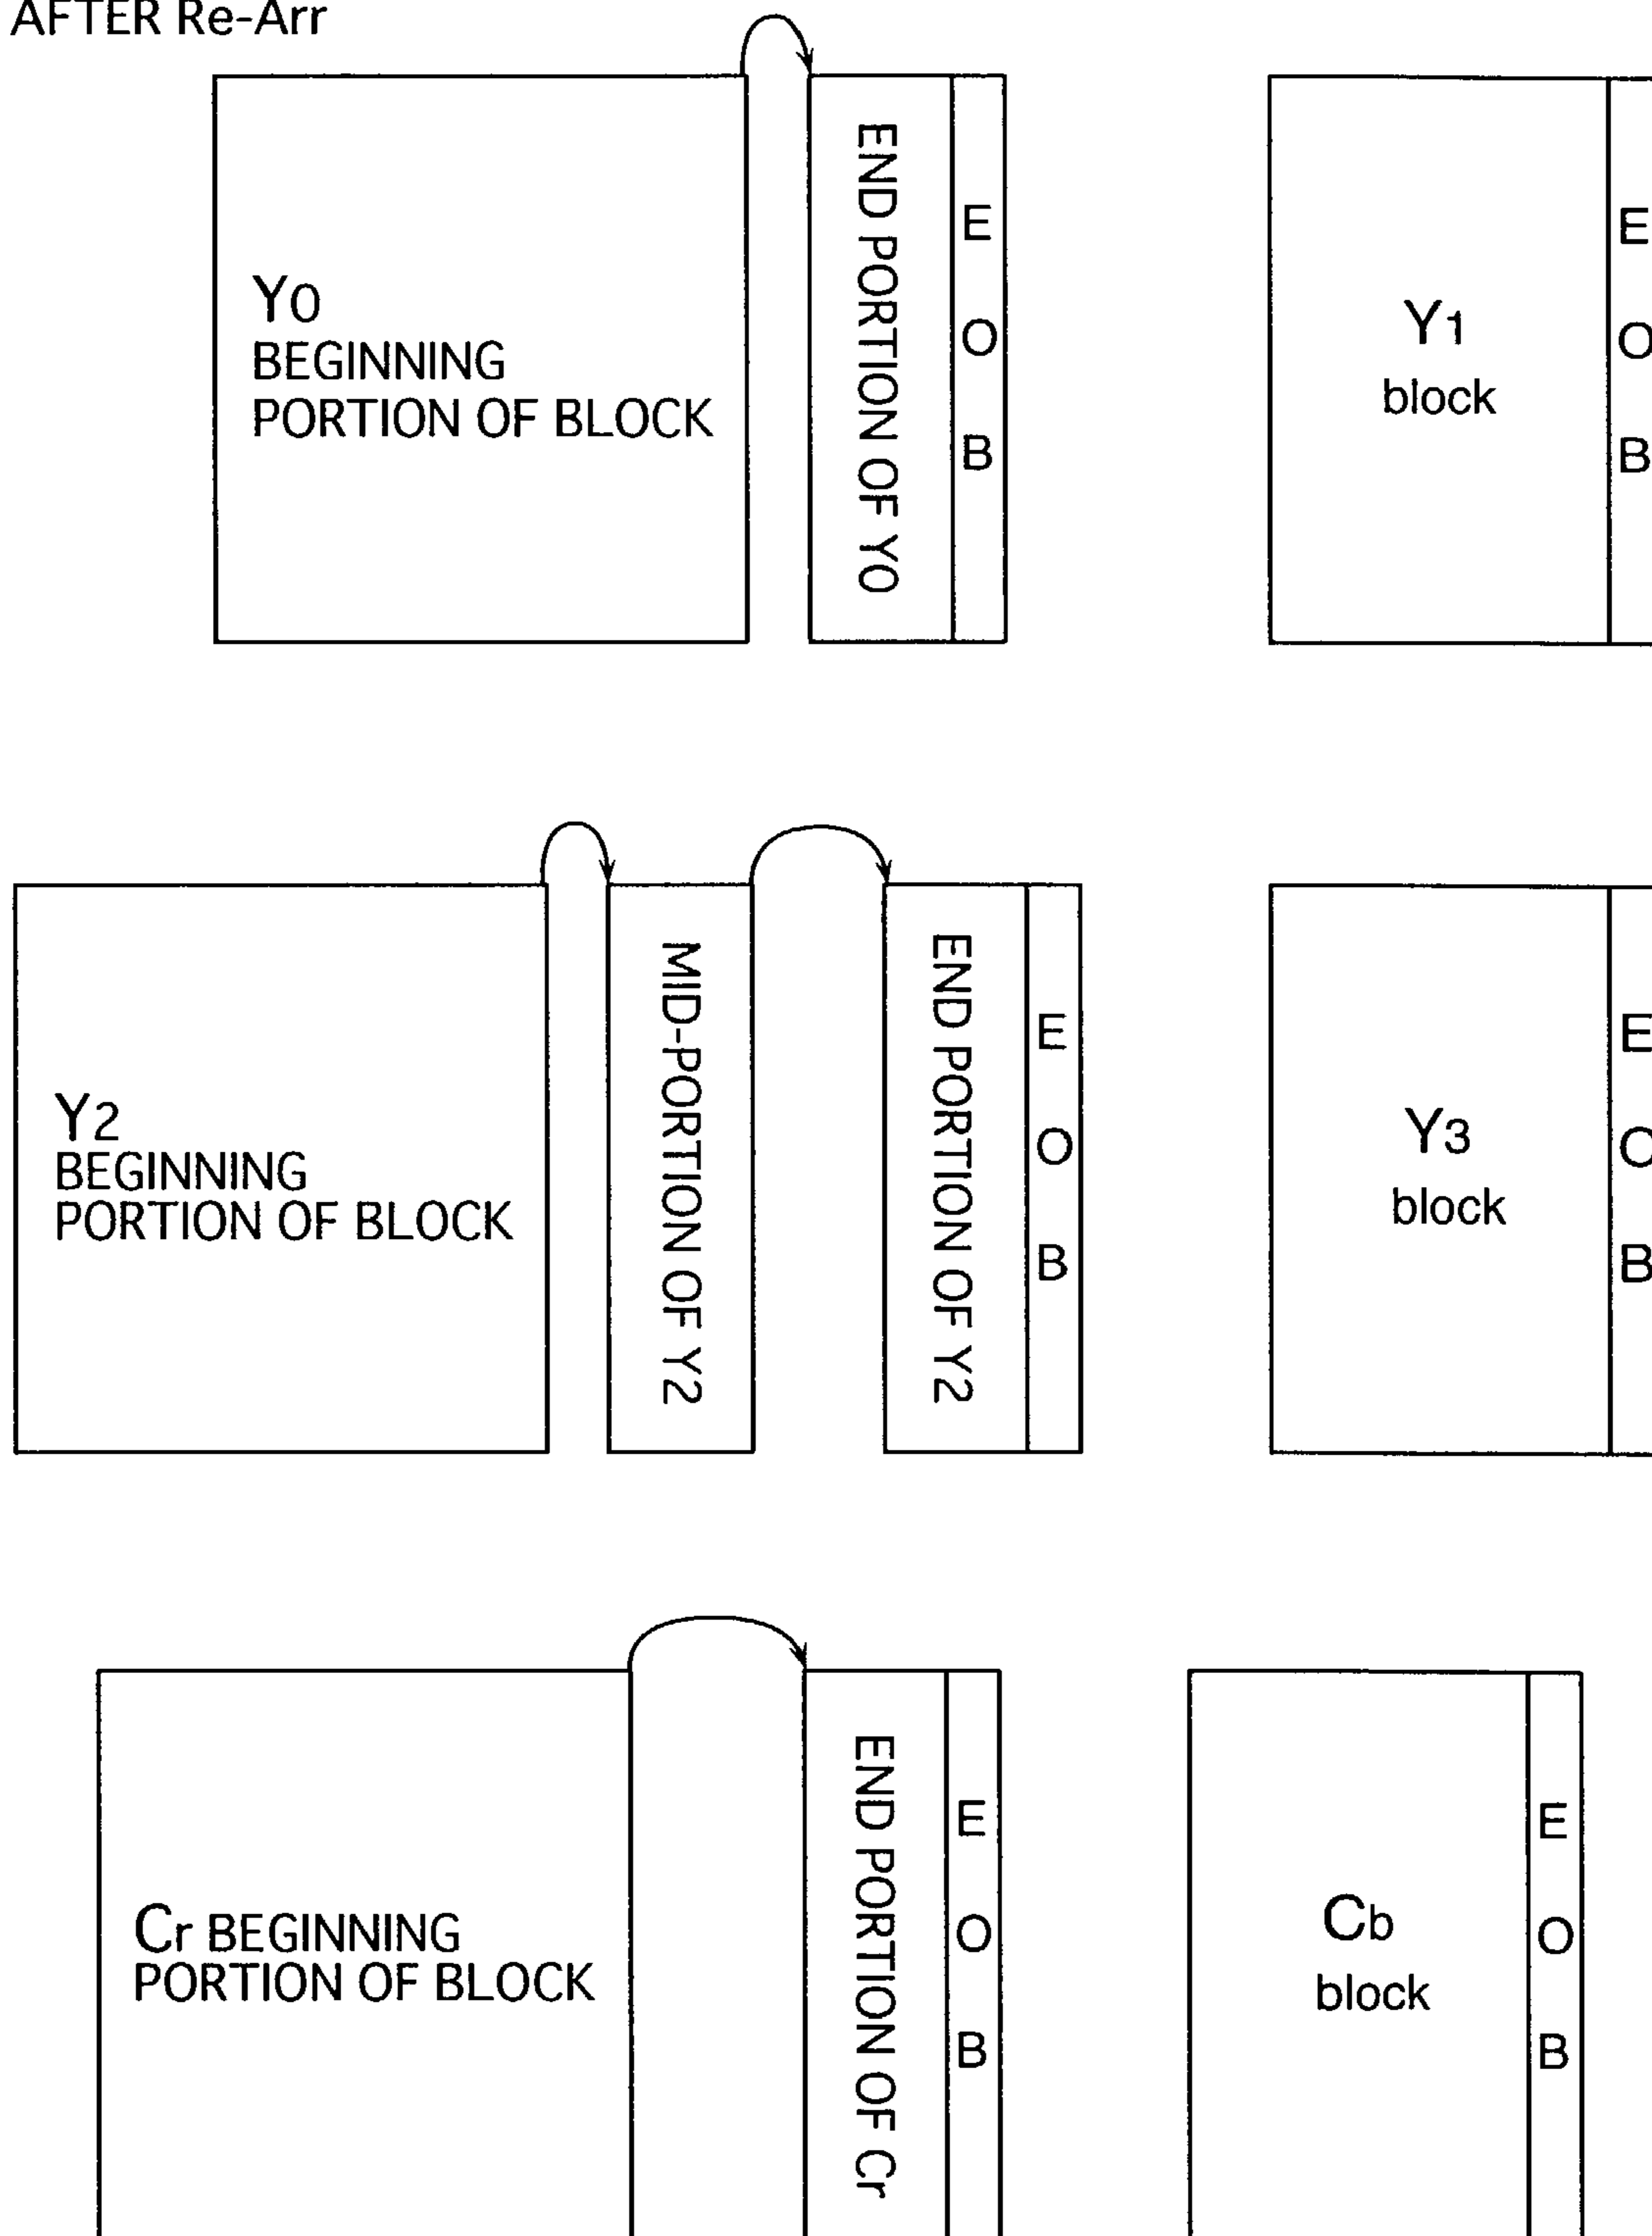 AFTER Re-Arr
Y0
BEGINNING
PORTION OF BLOCK
END PORTION OF Y0
E
O
B
Y1
block
E
O
B
Y2
BEGINNING
PORTION OF BLOCK
MID-PORTION OF Y2
END PORTION OF Y2
E
O
B
Y3
block
E
O
B
Cr BEGINNING
PORTION OF BLOCK
END PORTION OF Cr
E
O
B
Cb
block
E
O
B